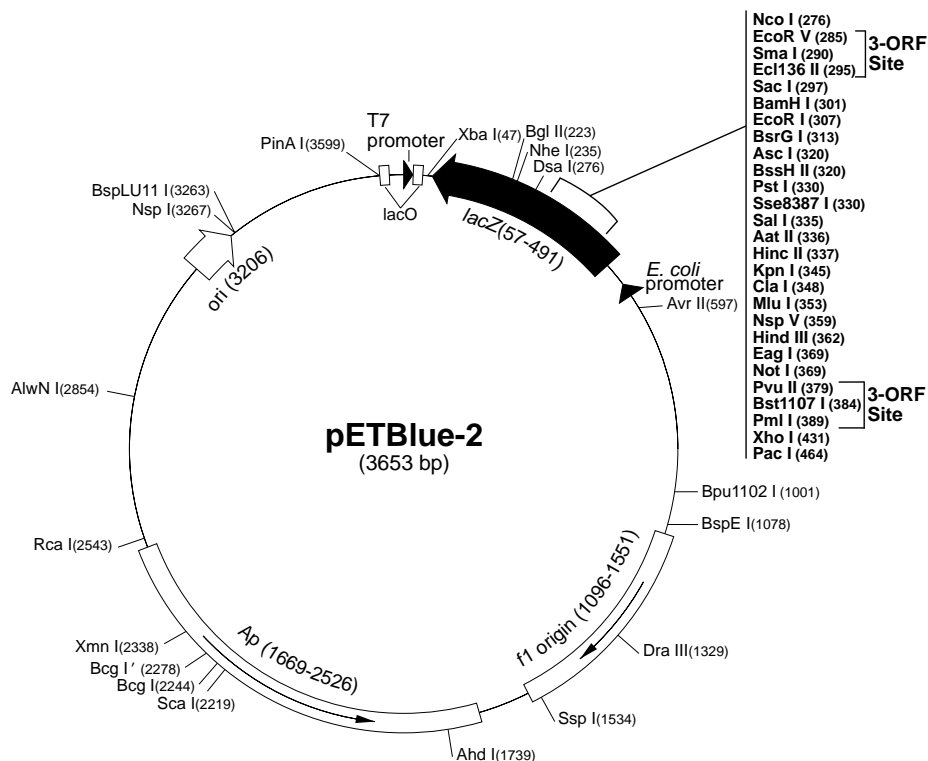 Nco I (276)
EcoR V (285)
Sma I (290)
Ecl136 II (295)
3-ORF
Site
Sac I (297)
BamH I (301)
EcoR I (307)
BsrG I (313)
Asc I (320)
BssH II (320)
Pst I (330)
Sse8387 I (330)
Sal I (335)
Aat II (336)
Hinc II (337)
Kpn I (345)
Cla I (348)
Mlu I (353)
Nsp V (359)
Hind III (362)
Eag I (369)
Not I (369)
Pvu II (379)
Bst1107 I (384)
Pml I (389)
3-ORF
Site
Xho I (431)
Pac I (464)
T7
promoter
PinA I(3599)
Xba I(47)
Bgl II(223)
Nhe I(235)
Dsa I(276)
lacO
lacZ(57-491)
E. coli
promoter
Avr II(597)
BspLU11 I(3263)
Nsp I(3267)
ori (3206)
AlwN I(2854)
pETBlue-2
(3653 bp)
Bpu1102 I(1001)
BspE I(1078)
f1 origin (1096-1551)
Dra III(1329)
Ssp I(1534)
Rca I(2543)
Ap (1669-2526)
Xmn I(2338)
Bcg I ′ (2278)
Bcg I(2244)
Sca I(2219)
Ahd I(1739)